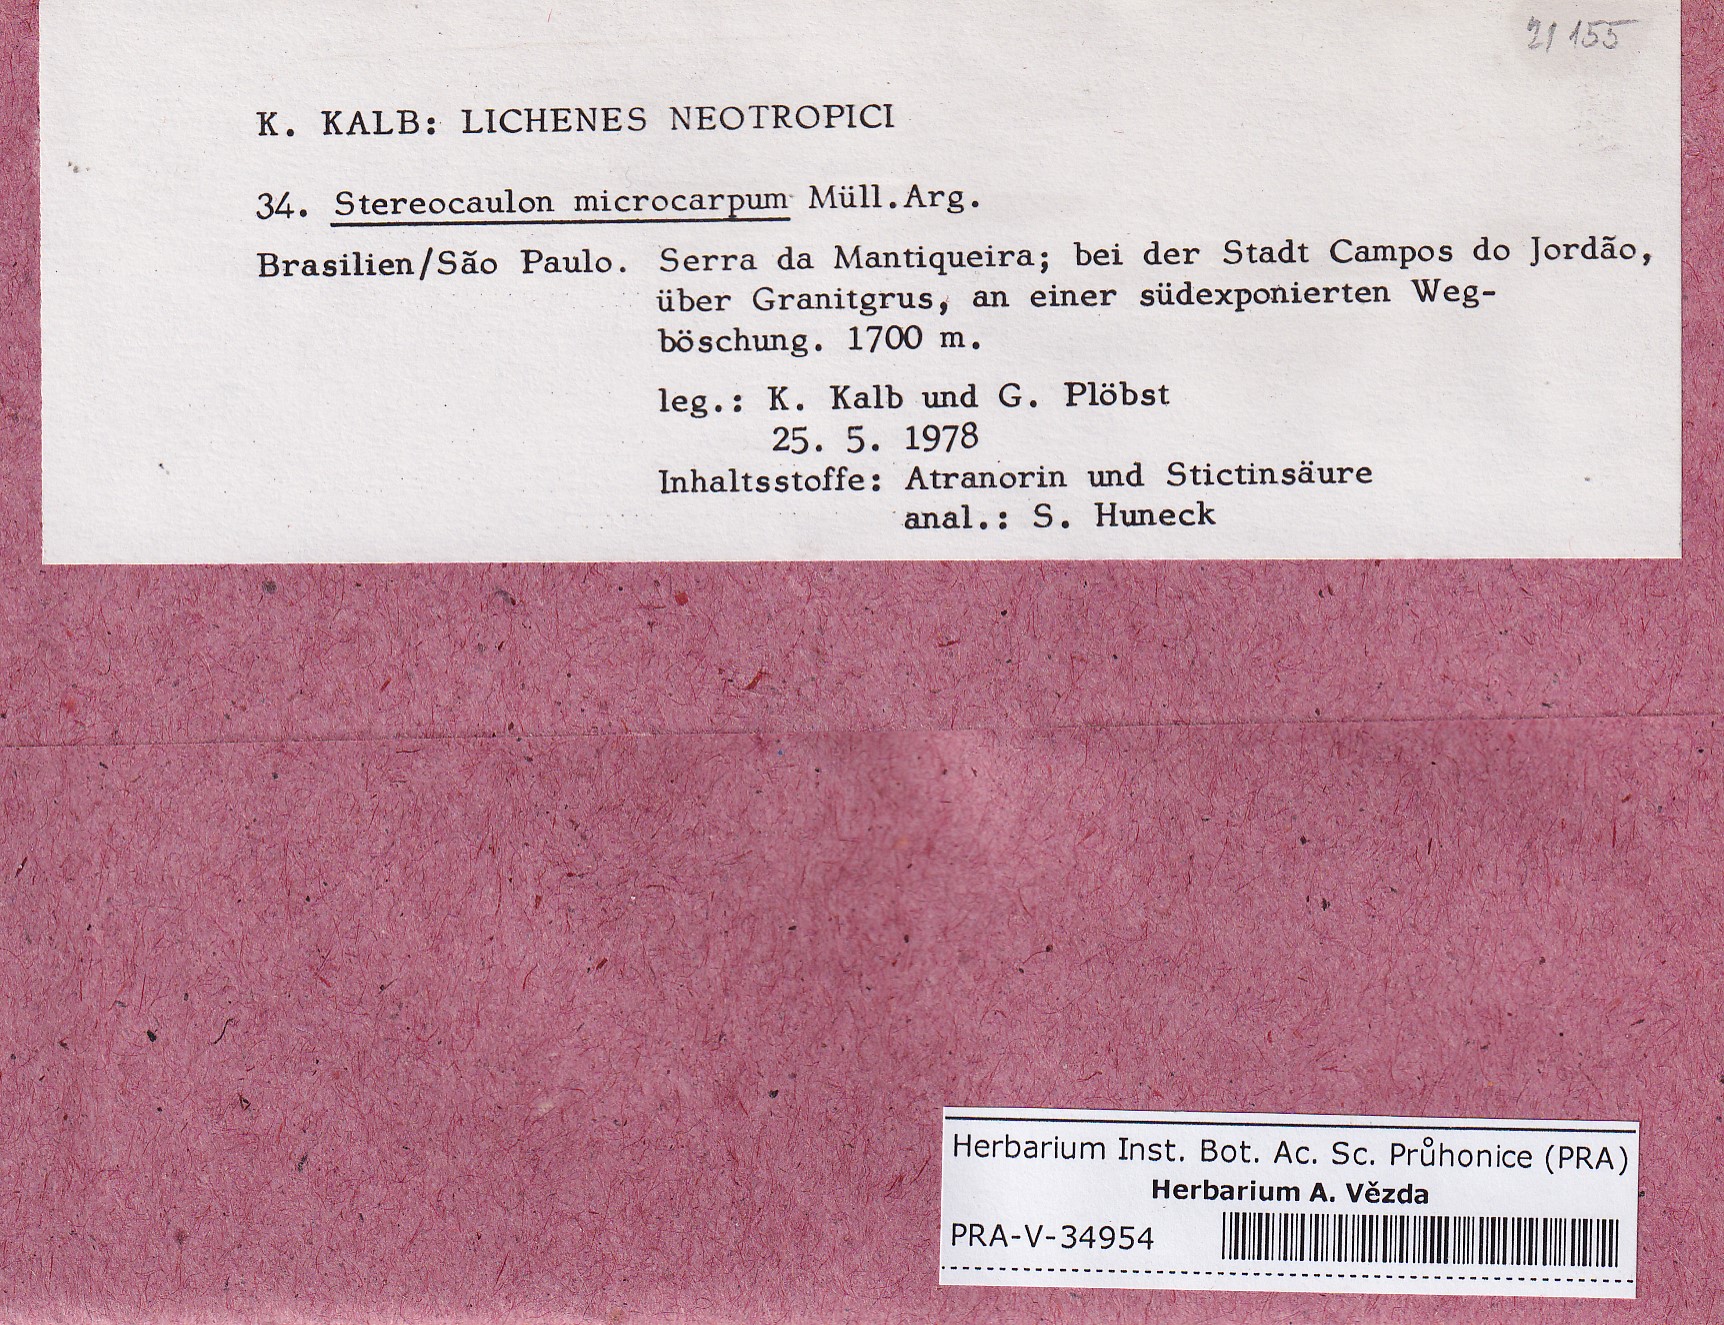 21155
K. KALB: LICHENES NEOTROPICI
34. Stereocaulon microcarpum Müll.Arg.
Brasilien/São Paulo. Serra da Mantiqueira; bei der Stadt Campos do Jordão,
über Granitgrus, an einer südexponierten Weg-
böschung. 1700 m.
leg.: K. Kalb und G. Plöbst
25. 5. 1978
Inhaltsstoffe: Atranorin und Stictinsäure
anal.: S. Huneck
Herbarium Inst. Bot. Ac. Sc. Průhonice (PRA)
Herbarium A. Vězda
PRA-V-34954